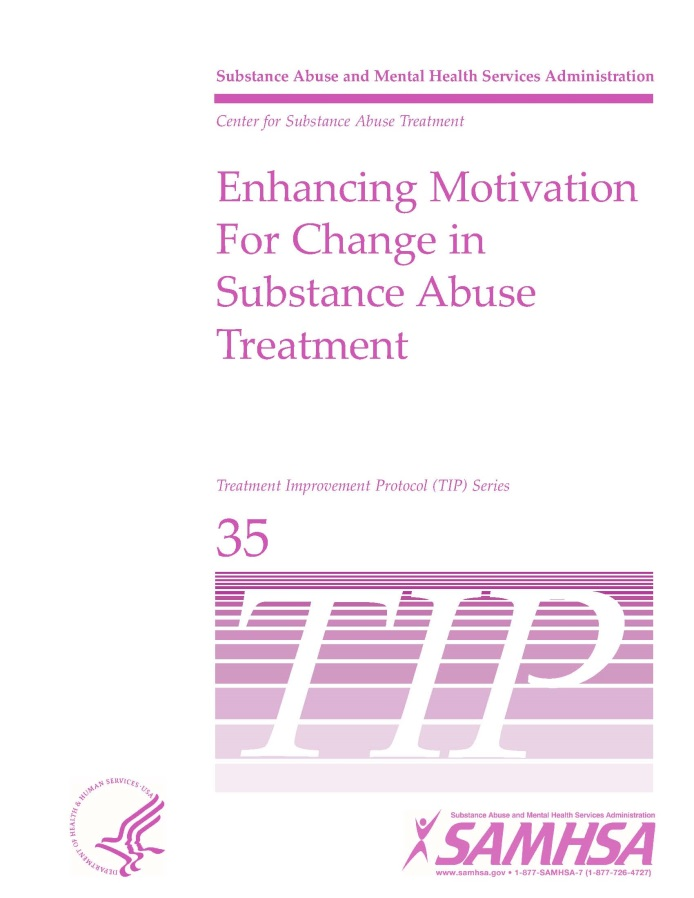 Substance Abuse and Mental Health Services Administration
Center for Substance Abuse Treatment
Enhancing Motivation
For Change in
Substance Abuse
Treatment
Treatment Improvement Protocol (TIP) Series
35
TIP
DEPARTMENT OF HEALTH & HUMAN SERVICES · USA
Substance Abuse and Mental Health Services Administration
SAMHSA
www.samhsa.gov • 1-877-SAMHSA-7 (1-877-726-4727)